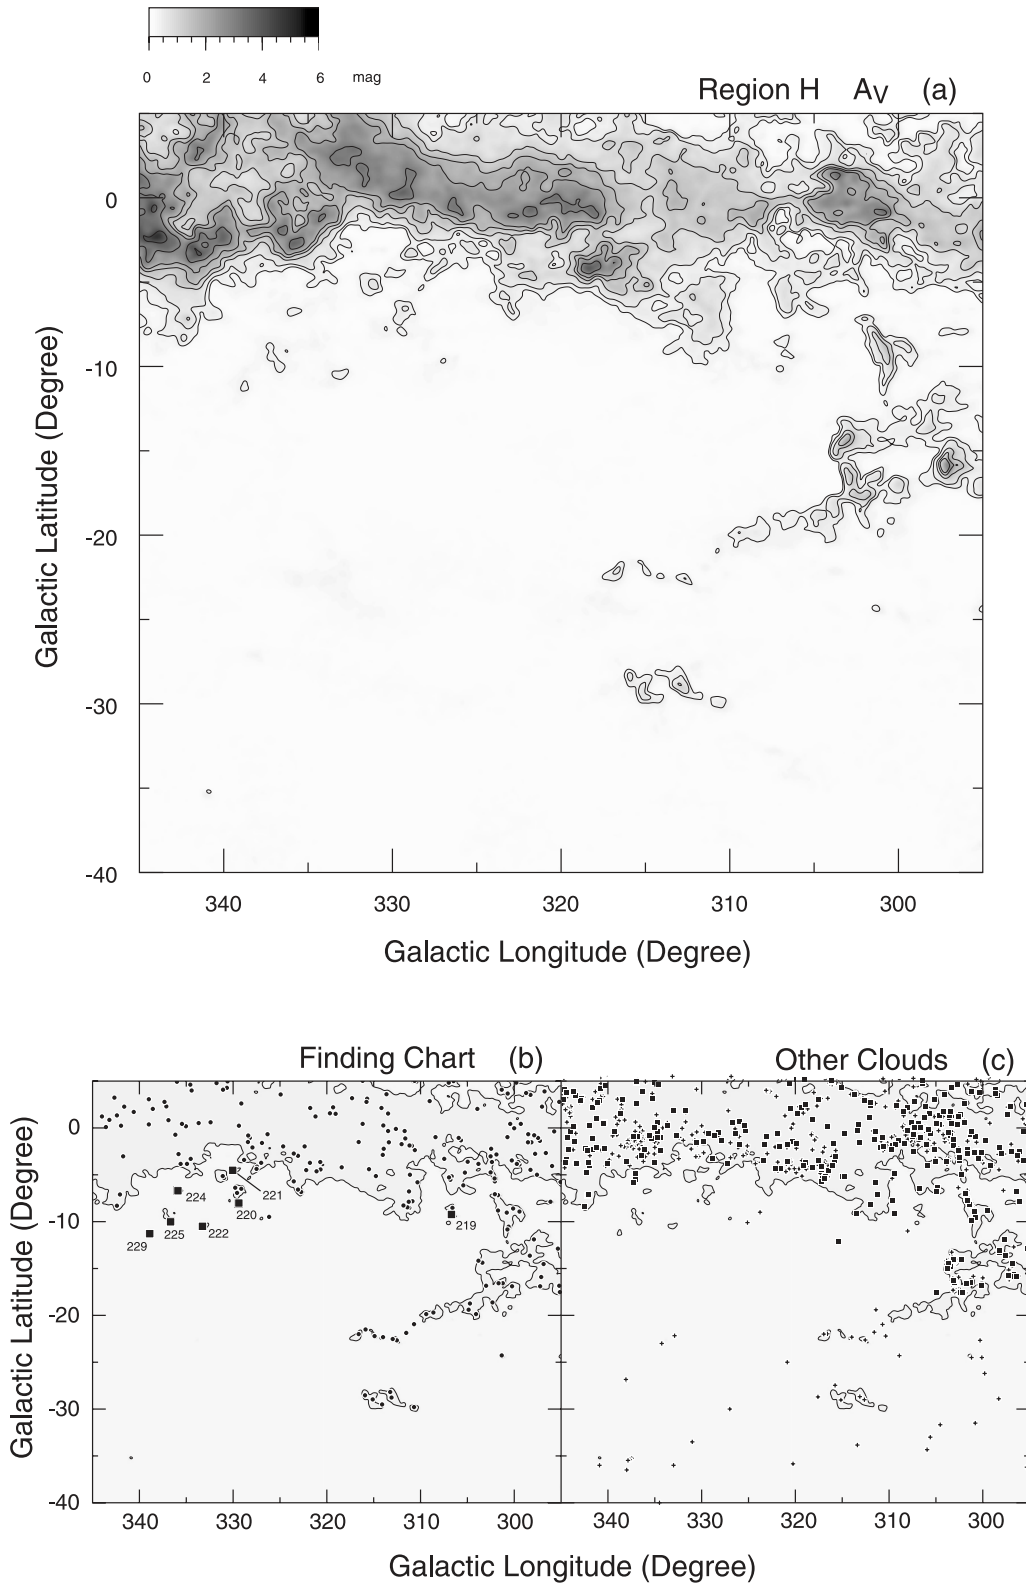 0 2 4 6 mag
Region H AV (a)
0
-10
-20
-30
-40
Galactic Latitude (Degree)
340 330 320 310 300
Galactic Longitude (Degree)
Finding Chart (b)
Other Clouds (c)
0
-10
-20
-30
-40
Galactic Latitude (Degree)
224
221
220
219
225
222
229
340 330 320 310 300
340 330 320 310 300
Galactic Longitude (Degree)